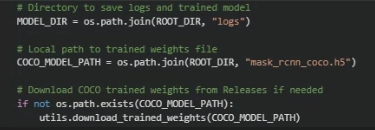 # Directory to save logs and trained model
MODEL_DIR = os.path.join(ROOT_DIR, "logs")

# Local path to trained weights file
COCO_MODEL_PATH = os.path.join(ROOT_DIR, "mask_rcnn_coco.h5")

# Download COCO trained weights from Releases if needed
if not os.path.exists(COCO_MODEL_PATH):
    utils.download_trained_weights(COCO_MODEL_PATH)